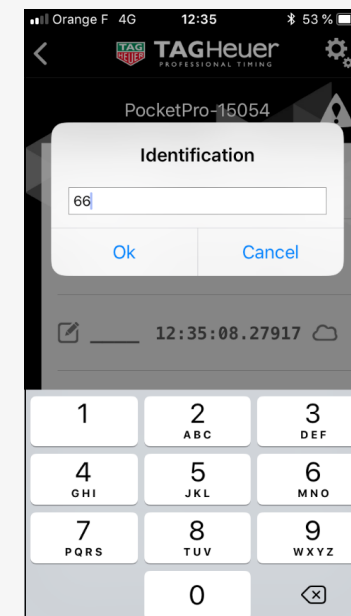 Orange F 4G 12:35 53 %
TAG HEUER TAGHeuer
PROFESSIONAL TIMING
PocketPro-15054
Identification
66
Ok Cancel
_____ 12:35:08.27917
1 2 3
ABC DEF
4 5 6
GHI JKL MNO
7 8 9
PQRS TUV WXYZ
0